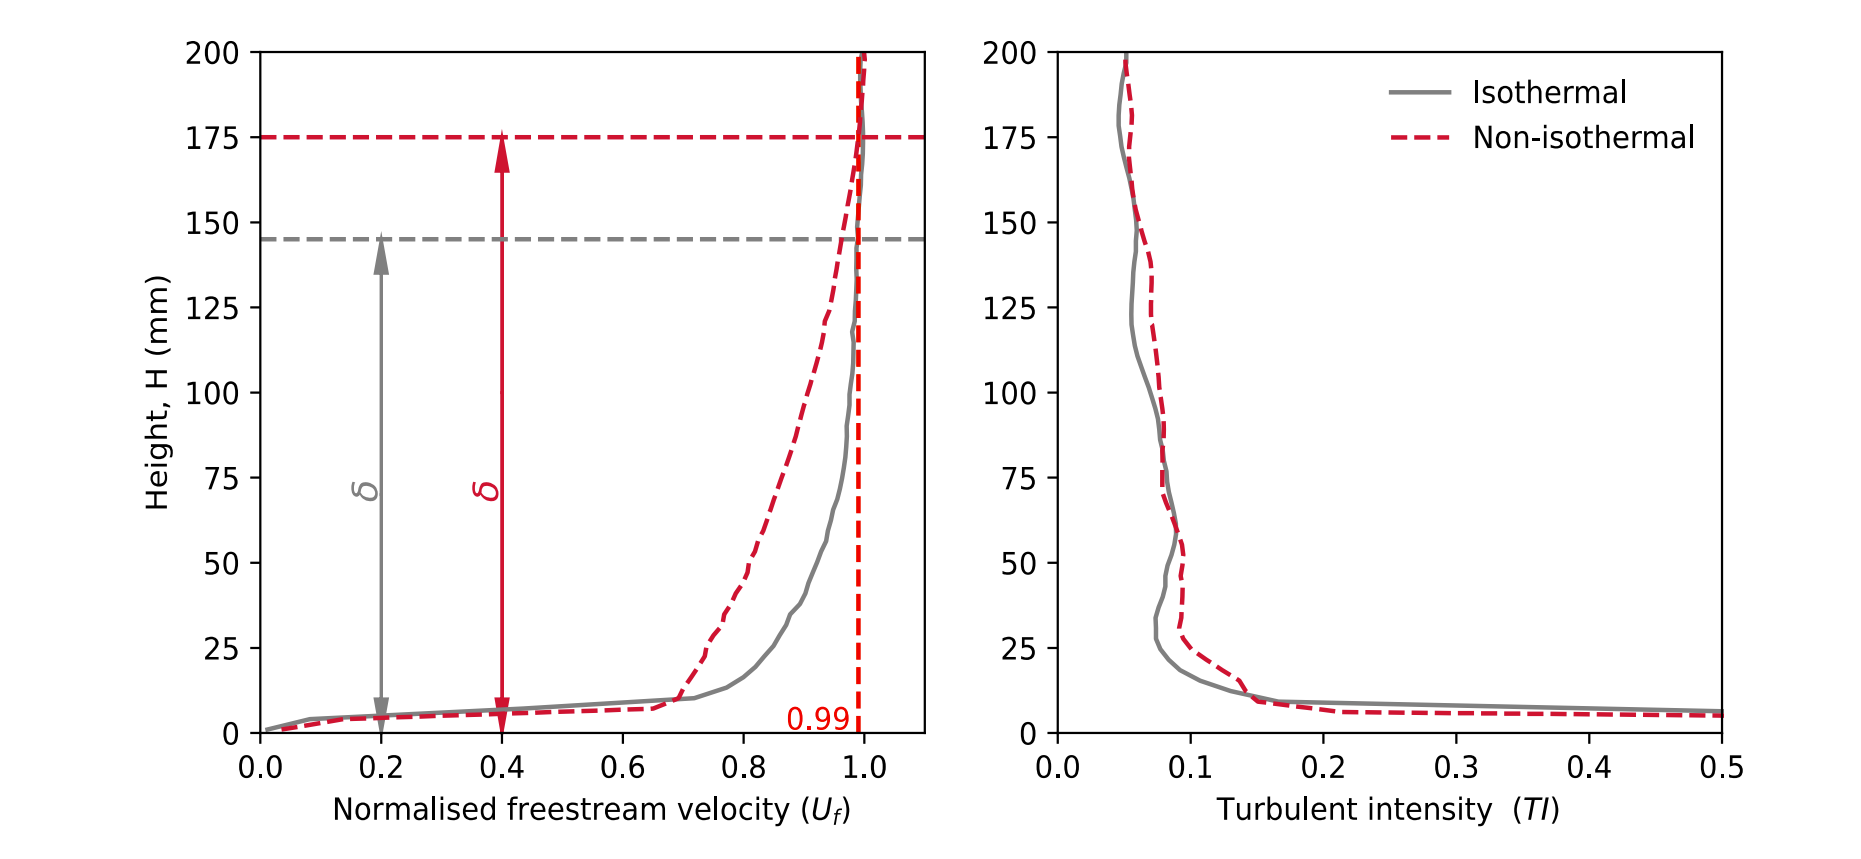 200
175
150
125
100
75
50
25
0
Height, H (mm)
δ
δ
0.99
0.0 0.2 0.4 0.6 0.8 1.0
Normalised freestream velocity (U_f)
200
175
150
125
100
75
50
25
0
Isothermal
Non-isothermal
0.0 0.1 0.2 0.3 0.4 0.5
Turbulent intensity (TI)